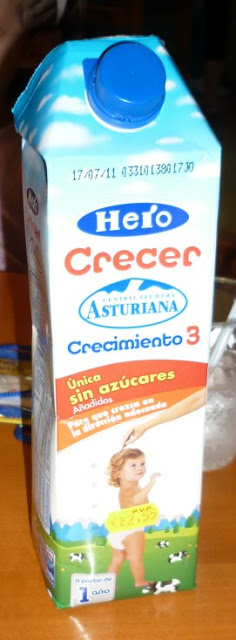 17/07/11 0331013801730
Hero
Crecer
CENTRAL LECHERA
ASTURIANA
Crecimiento 3
Única
sin azúcares
Añadidos
Para que crezca en
la dirección adecuada
P.V.P.
a partir de
1 año